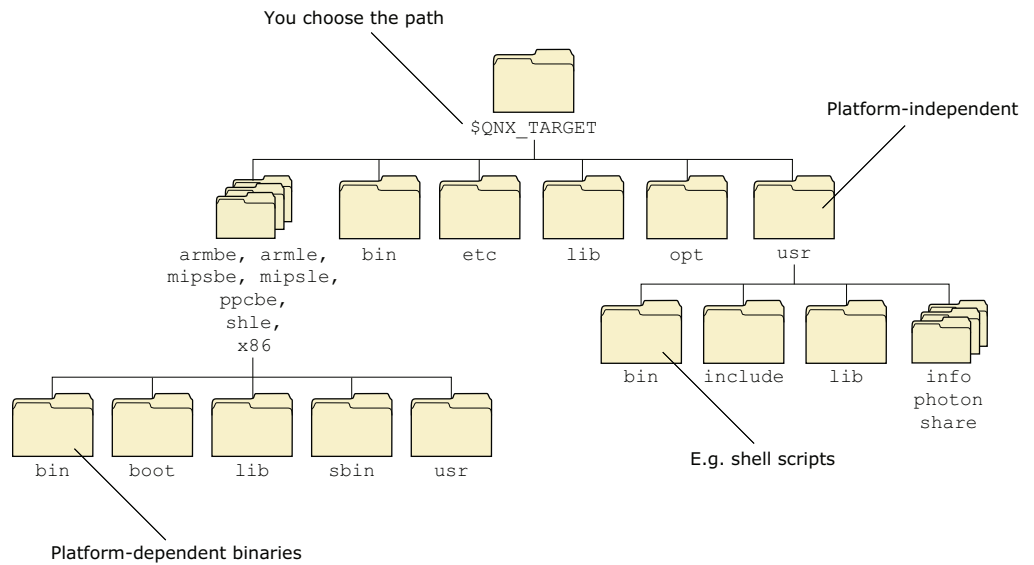 You choose the path
$QNX_TARGET
Platform-independent
armbe, armle,
mipsbe, mipsle,
ppcbe,
shle,
x86
bin
etc
lib
opt
usr
bin
include
lib
info
photon
share
bin
boot
lib
sbin
usr
E.g. shell scripts
Platform-dependent binaries